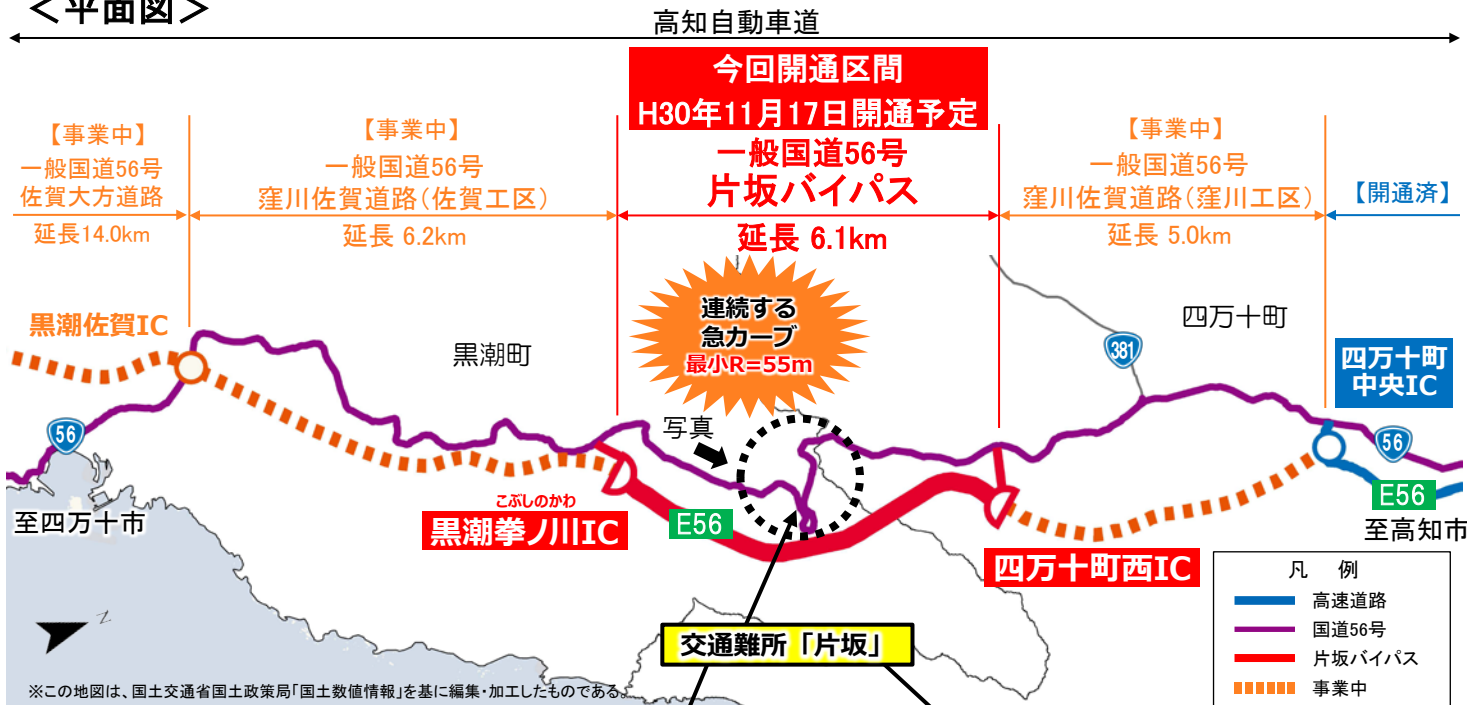 ＜平面図＞
高知自動車道
今回開通区間
H30年11月17日開通予定
【事業中】
一般国道56号
佐賀大方道路
延長14.0km
【事業中】
一般国道56号
窪川佐賀道路(佐賀工区)
延長 6.2km
一般国道56号
片坂バイパス
延長 6.1km
【事業中】
一般国道56号
窪川佐賀道路(窪川工区)
延長 5.0km
【開通済】
連続する
急カーブ
最小R=55m
黒潮佐賀IC
黒潮町
四万十町
381
四万十町
中央IC
56
写真
56
こぶしのかわ
黒潮拳ノ川IC
E56
E56
至四万十市
至高知市
四万十町西IC
凡 例
高速道路
国道56号
片坂バイパス
事業中
N
交通難所「片坂」
※この地図は、国土交通省国土政策局「国土数値情報」を基に編集・加工したものである。